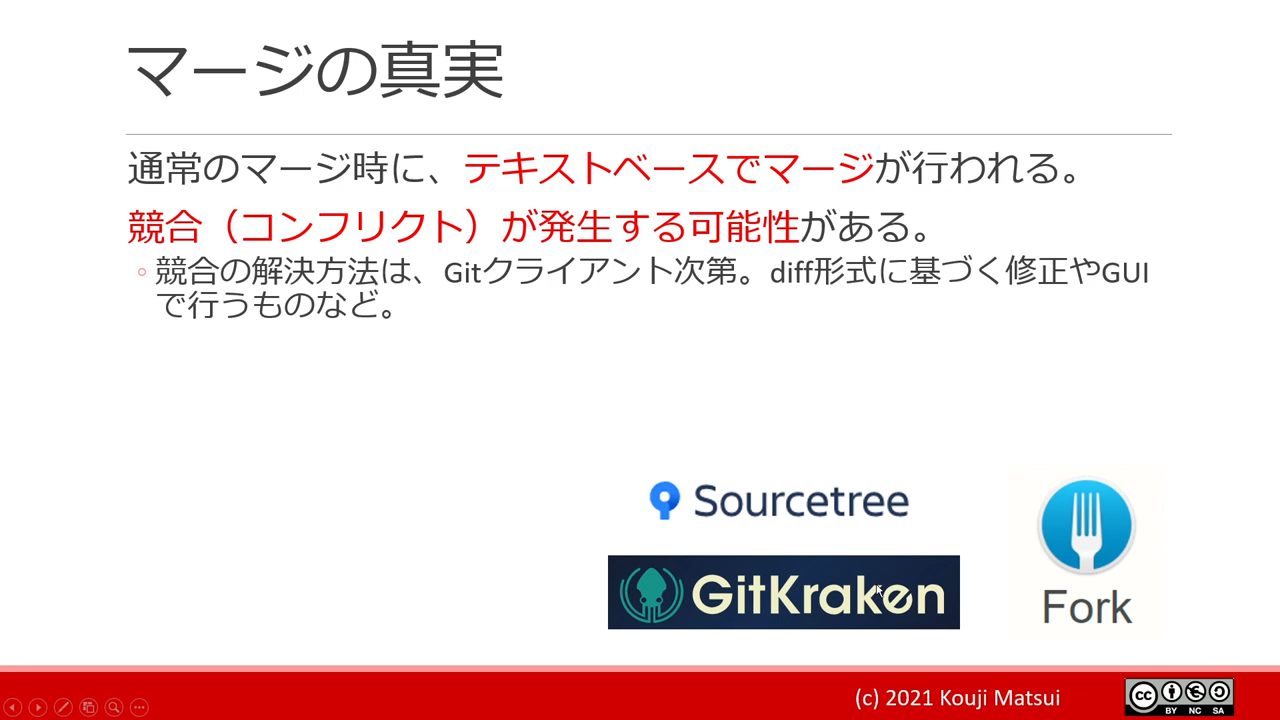 マージの真実
通常のマージ時に、テキストベースでマージが行われる。
競合（コンフリクト）が発生する可能性がある。
◦ 競合の解決方法は、Gitクライアント次第。diff形式に基づく修正やGUI
で行うものなど。
Sourcetree
GitKraken
Fork
(c) 2021 Kouji Matsui
cc
BY NC SA